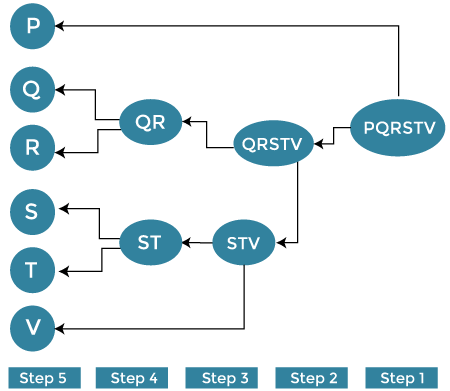 P
Q
QR
PQRSTV
R
QRSTV
S
ST
STV
T
V
Step 5
Step 4
Step 3
Step 2
Step 1